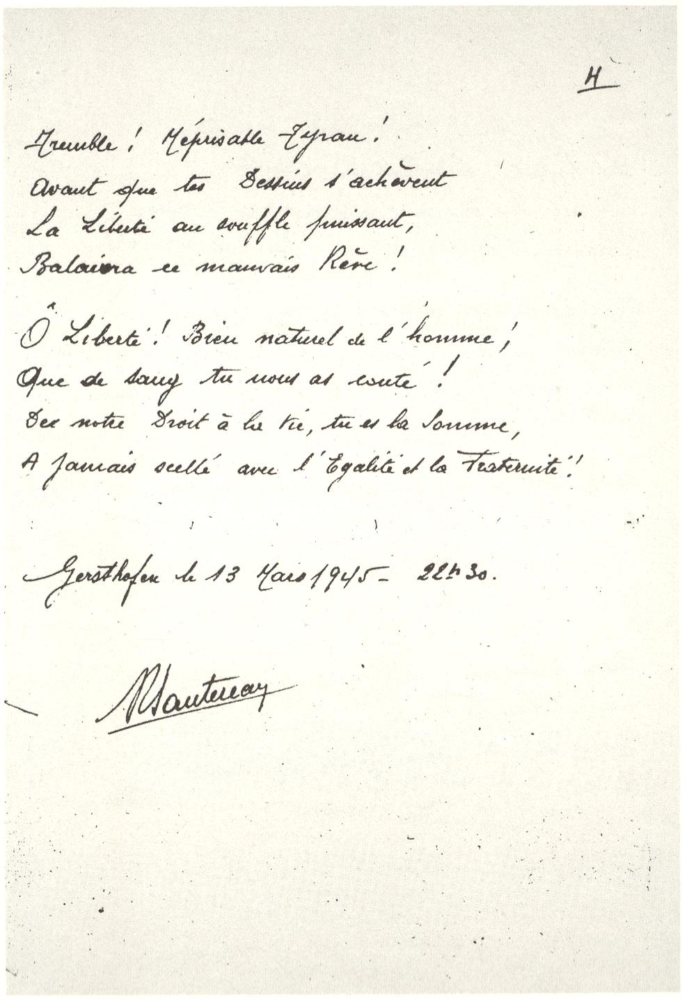 4
Tremble ! Méprisable Tyran !
Avant que tes Dessins s'achèvent
La Liberté au souffle puissant,
Balaiera ce mauvais Rêve !
Ô Liberté ! Bien naturel de l'homme,
Que de sang tu nous as couté !
De notre Droit à la Vie, tu es la Somme,
A Jamais scellé avec l'Egalité et la Fraternité !
Gersthofen le 13 Mars 1945 - 22h30.